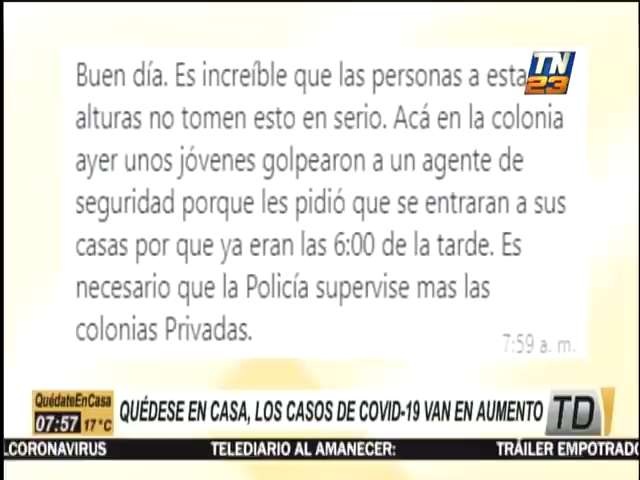 TN
23
Buen día. Es increíble que las personas a esta
alturas no tomen esto en serio. Acá en la colonia
ayer unos jóvenes golpearon a un agente de
seguridad porque les pidió que se entraran a sus
casas por que ya eran las 6:00 de la tarde. Es
necesario que la Policía supervise mas las
colonias Privadas.
7:59 a. m.
QuédateEnCasa
07:57 17°C
QUÉDESE EN CASA, LOS CASOS DE COVID-19 VAN EN AUMENTO
TD
.CORONAVIRUS TELEDIARIO AL AMANECER: TRÁILER EMPOTRADO